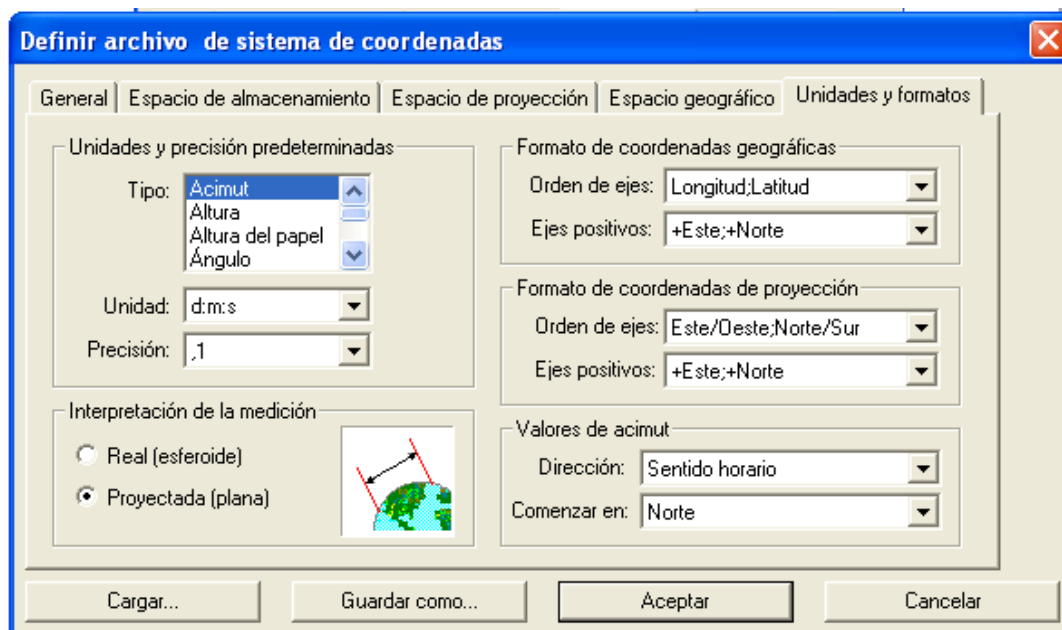 Definir archivo de sistema de coordenadas
General
Espacio de almacenamiento
Espacio de proyección
Espacio geográfico
Unidades y formatos
Unidades y precisión predeterminadas
Tipo:
Acimut
Altura
Altura del papel
Ángulo
Unidad: d:m:s
Precisión: ,1
Interpretación de la medición
Real (esferoide)
Proyectada (plana)
Formato de coordenadas geográficas
Orden de ejes: Longitud;Latitud
Ejes positivos: +Este;+Norte
Formato de coordenadas de proyección
Orden de ejes: Este/Oeste;Norte/Sur
Ejes positivos: +Este;+Norte
Valores de acimut
Dirección: Sentido horario
Comenzar en: Norte
Cargar...
Guardar como...
Aceptar
Cancelar